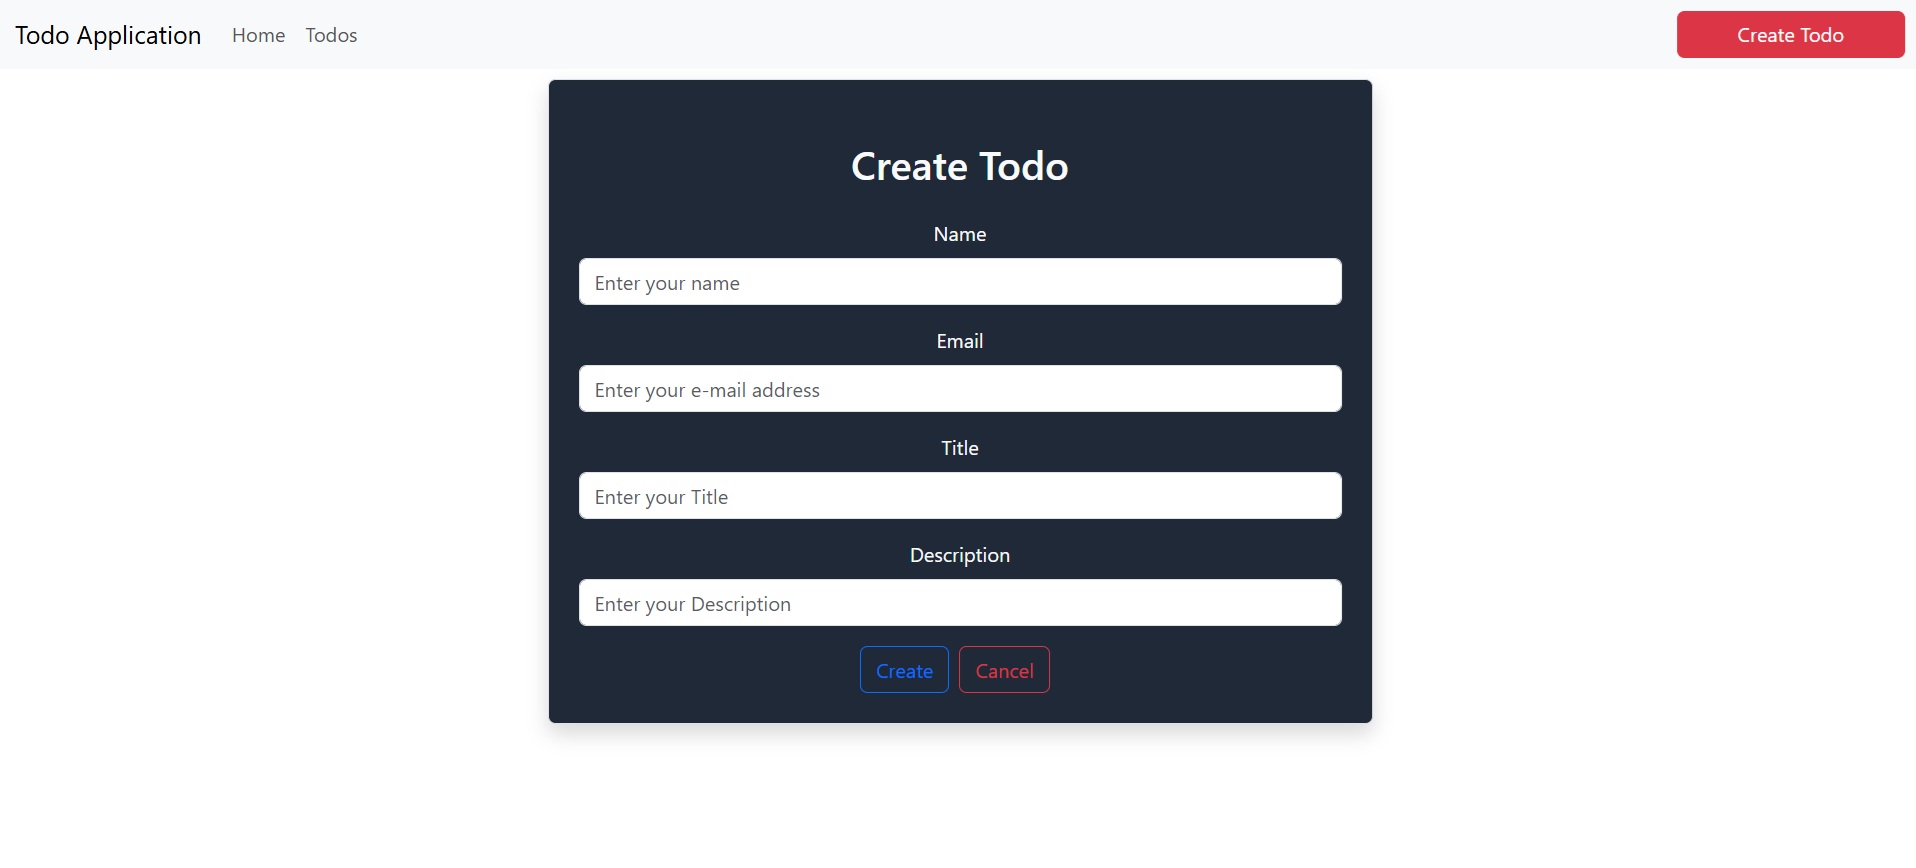 Todo Application Home Todos Create Todo
Create Todo
Name
Enter your name
Email
Enter your e-mail address
Title
Enter your Title
Description
Enter your Description
Create Cancel